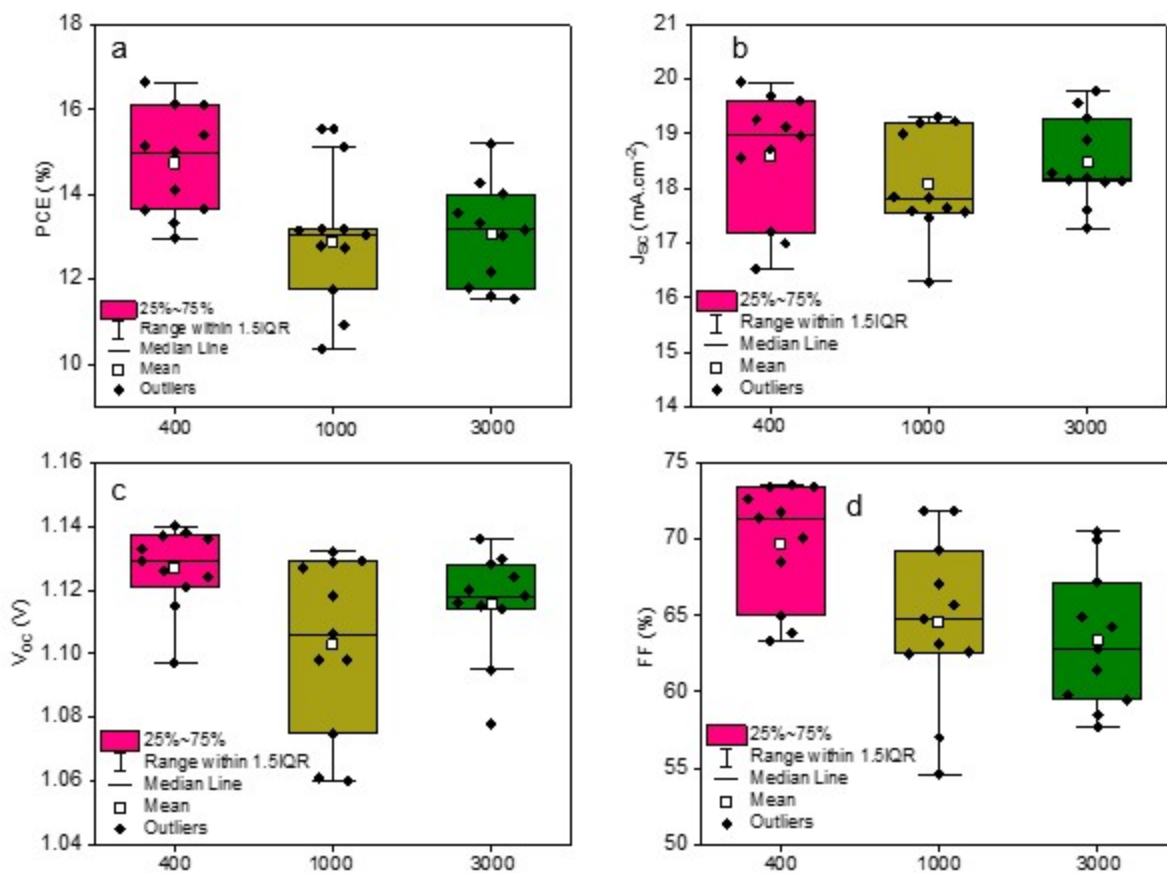 a
PCE (%)
18
16
14
12
10
25%~75%
Range within 1.5IQR
Median Line
Mean
Outliers
400 1000 3000
b
J_SC (mA.cm⁻²)
21
20
19
18
17
16
15
14
25%~75%
Range within 1.5IQR
Median Line
Mean
Outliers
400 1000 3000
c
V_OC (V)
1.16
1.14
1.12
1.10
1.08
1.06
1.04
25%~75%
Range within 1.5IQR
Median Line
Mean
Outliers
400 1000 3000
d
FF (%)
75
70
65
60
55
50
25%~75%
Range within 1.5IQR
Median Line
Mean
Outliers
400 1000 3000